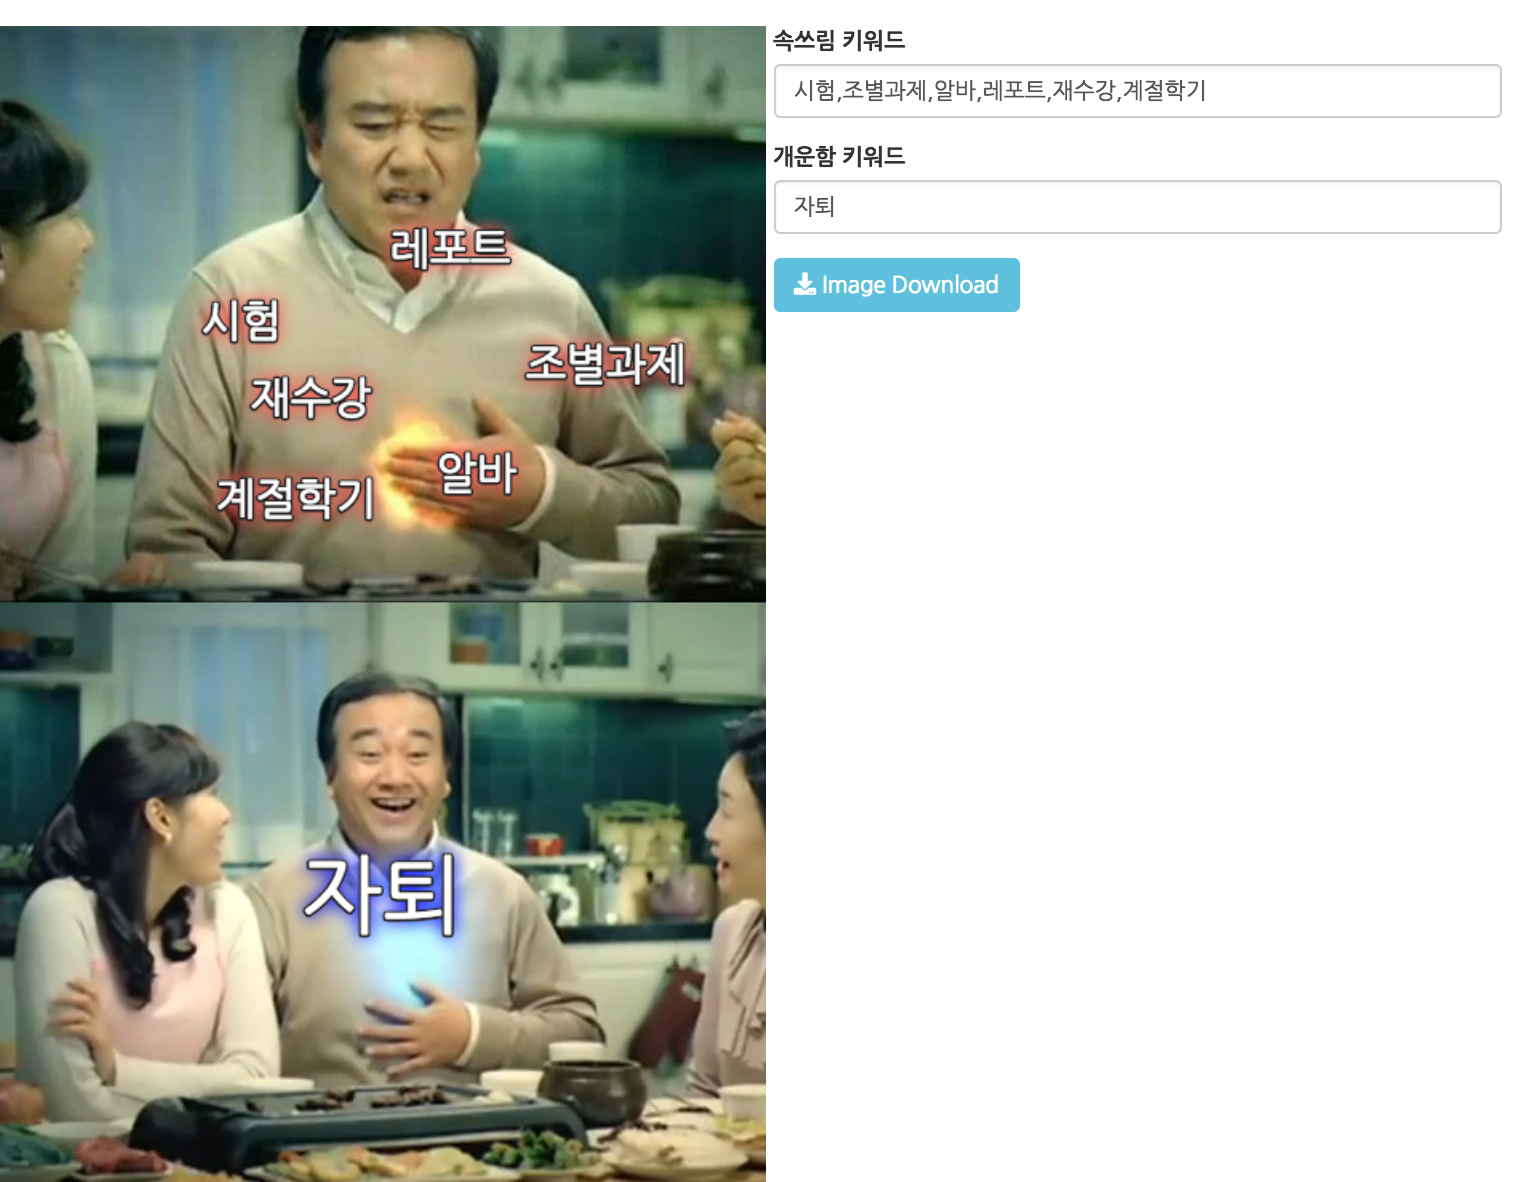 레포트
시험
조별과제
재수강
알바
계절학기
자퇴
속쓰림 키워드
시험,조별과제,알바,레포트,재수강,계절학기
개운함 키워드
자퇴
Image Download